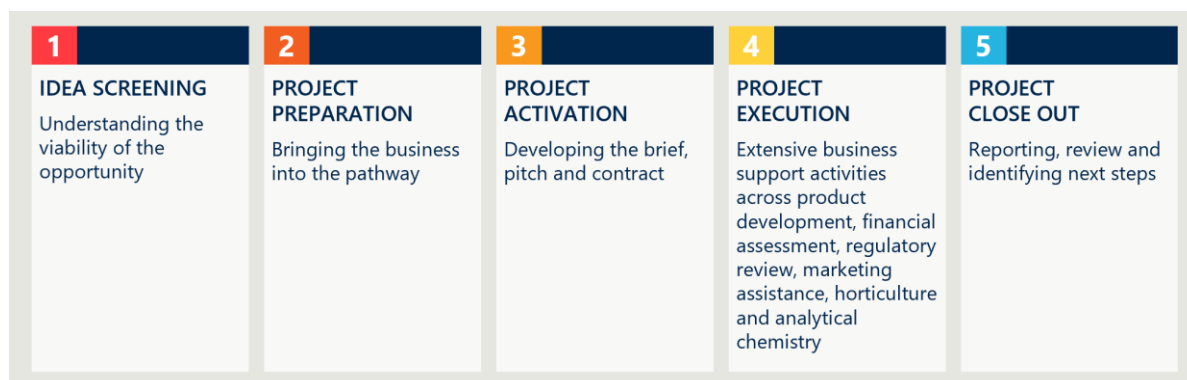 1
IDEA SCREENING
Understanding the
viability of the
opportunity
2
PROJECT
PREPARATION
Bringing the business
into the pathway
3
PROJECT
ACTIVATION
Developing the brief,
pitch and contract
4
PROJECT
EXECUTION
Extensive business
support activities
across product
development, financial
assessment, regulatory
review, marketing
assistance, horticulture
and analytical
chemistry
5
PROJECT
CLOSE OUT
Reporting, review and
identifying next steps